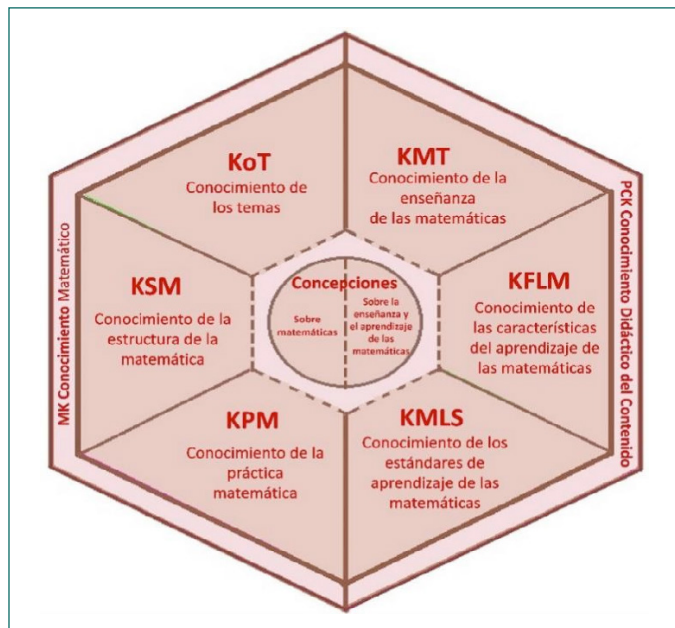 KoT
Conocimiento de
los temas
KMT
Conocimiento de la
enseñanza
de las matemáticas
KSM
Conocimiento de la
estructura de la
matemática
Concepciones
Sobre
matemáticas
Sobre la
enseñanza y
el aprendizaje
de las
matemáticas
KFLM
Conocimiento de
las características
del aprendizaje de
las matemáticas
KPM
Conocimiento de la
práctica
matemática
KMLS
Conocimiento de los
estándares de
aprendizaje de las
matemáticas
MK Conocimiento Matemático
PCK Conocimiento Didáctico del Contenido